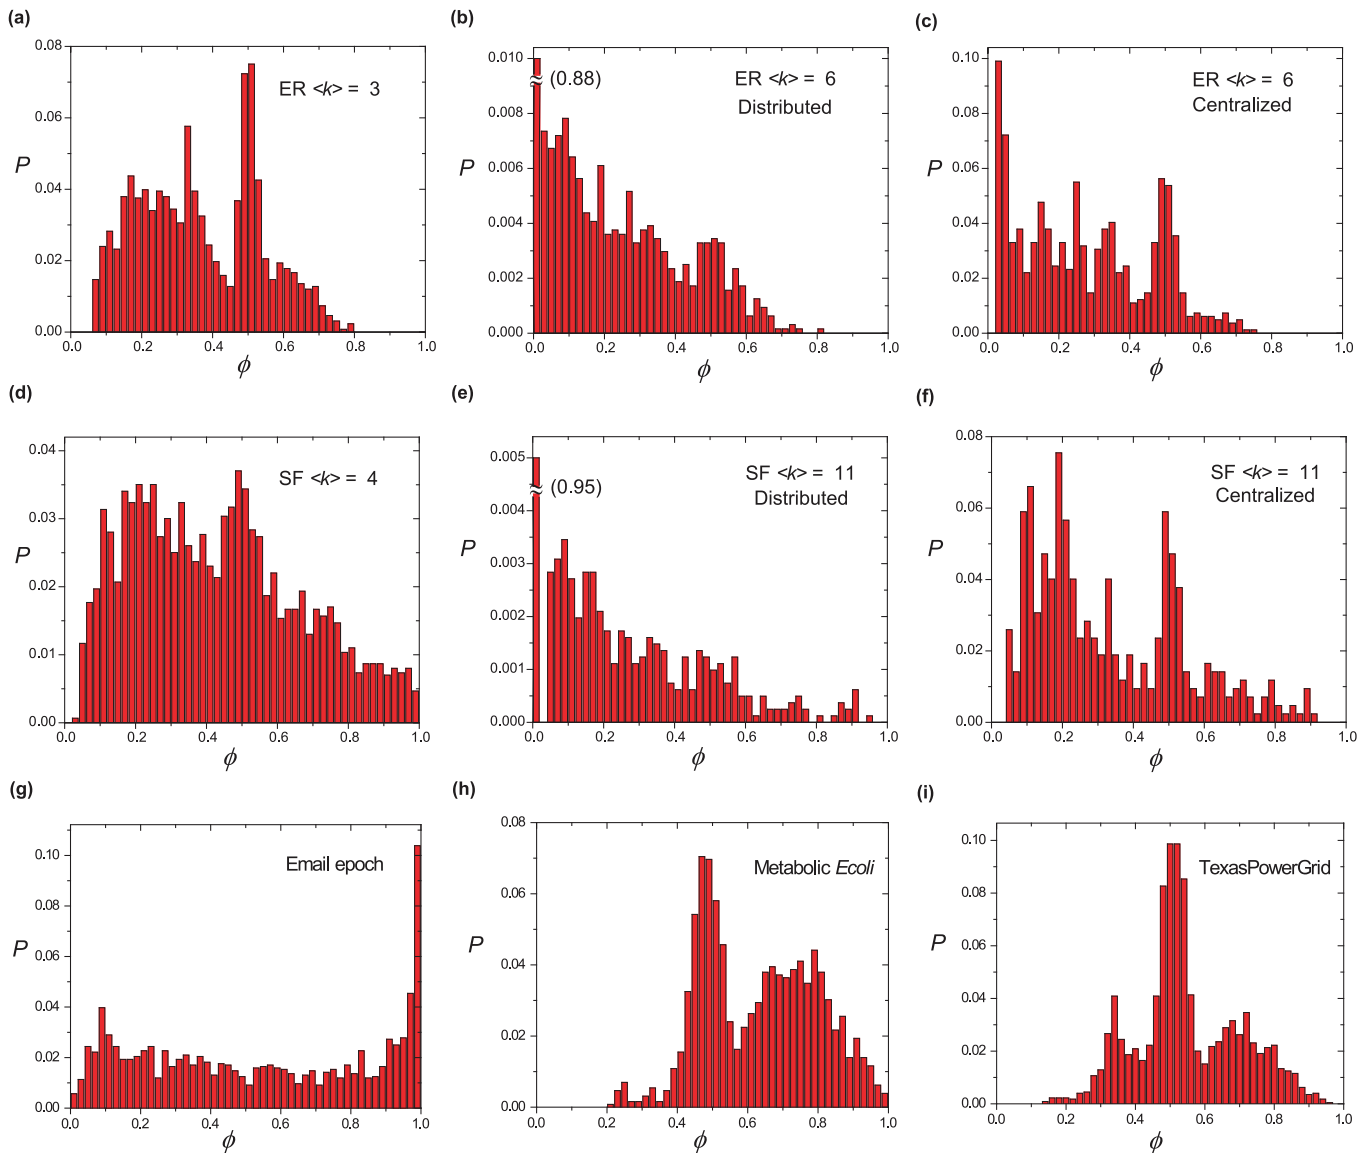 (a)
ER <k> = 3
P
0.08
0.06
0.04
0.02
0.00
0.0 0.2 0.4 0.6 0.8 1.0
ϕ
(b)
(0.88)
ER <k> = 6
Distributed
P
0.010
0.008
0.006
0.004
0.002
0.000
0.0 0.2 0.4 0.6 0.8 1.0
ϕ
(c)
ER <k> = 6
Centralized
P
0.10
0.08
0.06
0.04
0.02
0.00
0.0 0.2 0.4 0.6 0.8 1.0
ϕ
(d)
SF <k> = 4
P
0.04
0.03
0.02
0.01
0.00
0.0 0.2 0.4 0.6 0.8 1.0
ϕ
(e)
(0.95)
SF <k> = 11
Distributed
P
0.005
0.004
0.003
0.002
0.001
0.000
0.0 0.2 0.4 0.6 0.8 1.0
ϕ
(f)
SF <k> = 11
Centralized
P
0.08
0.06
0.04
0.02
0.00
0.0 0.2 0.4 0.6 0.8 1.0
ϕ
(g)
Email epoch
P
0.10
0.08
0.06
0.04
0.02
0.00
0.0 0.2 0.4 0.6 0.8 1.0
ϕ
(h)
Metabolic Ecoli
P
0.08
0.06
0.04
0.02
0.00
0.0 0.2 0.4 0.6 0.8 1.0
ϕ
(i)
TexasPowerGrid
P
0.10
0.08
0.06
0.04
0.02
0.00
0.0 0.2 0.4 0.6 0.8 1.0
ϕ